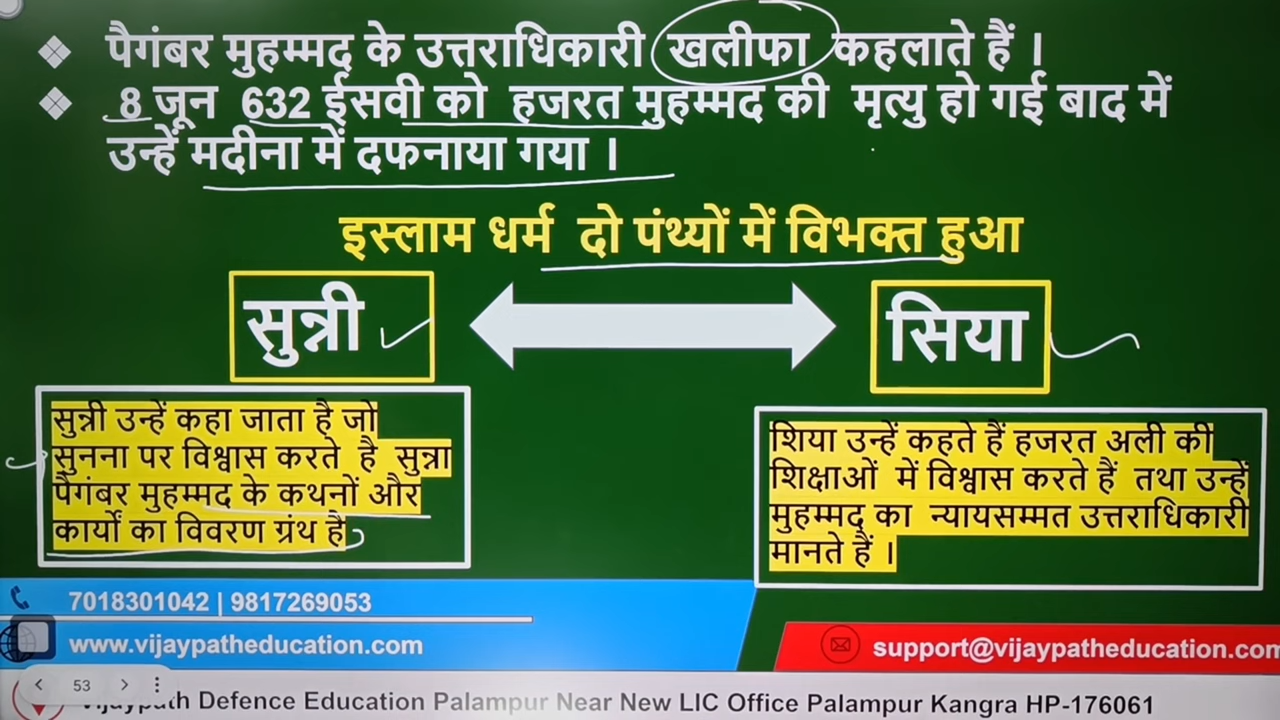 ❖ पैगंबर मुहम्मद के उत्तराधिकारी खलीफा कहलाते हैं ।
❖ 8 जून 632 ईसवी को हजरत मुहम्मद की मृत्यु हो गई बाद में
उन्हें मदीना में दफनाया गया ।
इस्लाम धर्म दो पंथ्यों में विभक्त हुआ
सुन्नी
सिया
सुन्नी उन्हें कहा जाता है जो
सुनना पर विश्वास करते है सुन्ना
पैगंबर मुहम्मद के कथनों और
कार्यों का विवरण ग्रंथ है
शिया उन्हें कहते हैं हजरत अली की
शिक्षाओं में विश्वास करते हैं तथा उन्हें
मुहम्मद का न्यायसम्मत उत्तराधिकारी
मानते हैं ।
7018301042 | 9817269053
www.vijaypatheducation.com
support@vijaypatheducation.com
53
Defence Education Palampur Near New LIC Office Palampur Kangra HP-176061